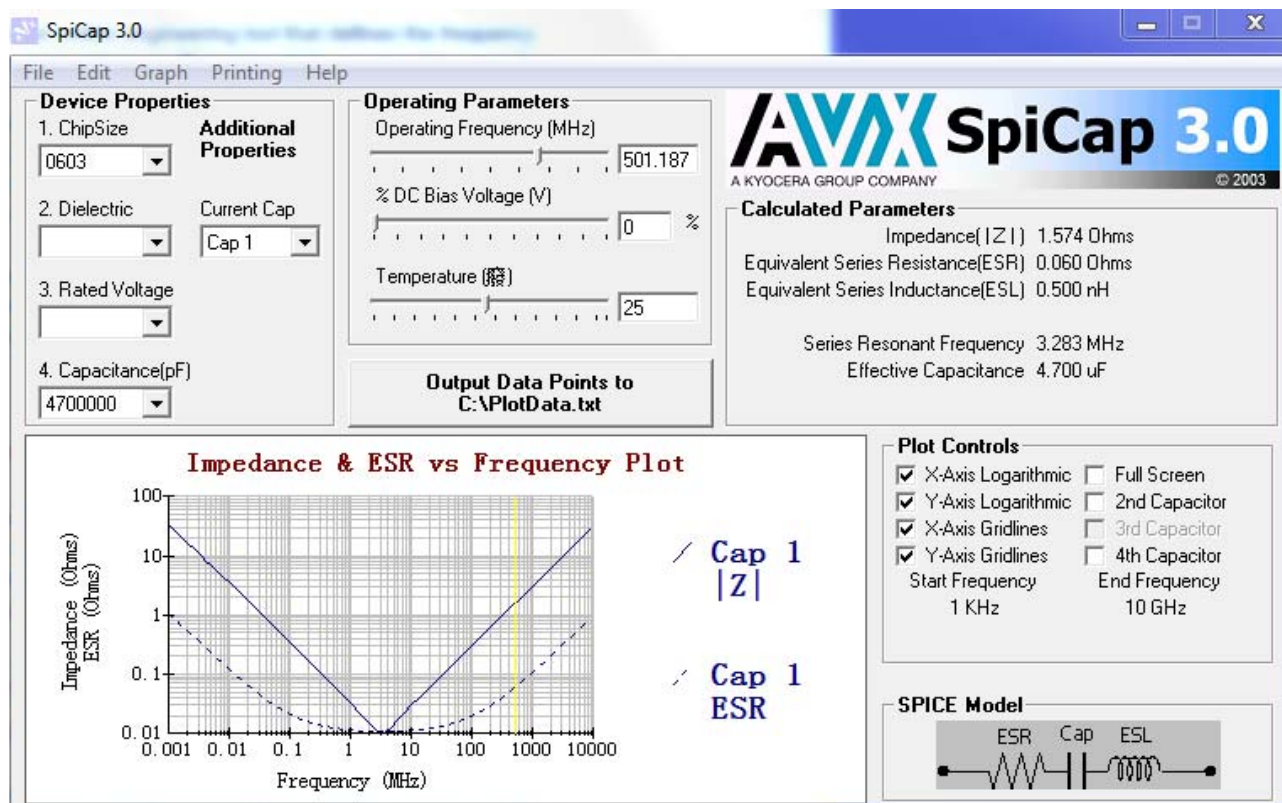 SpiCap 3.0
File Edit Graph Printing Help
Device Properties
1. ChipSize
Additional
Properties
0603
2. Dielectric
Current Cap
Cap 1
3. Rated Voltage
4. Capacitance(pF)
4700000
Operating Parameters
Operating Frequency (MHz)
501.187
% DC Bias Voltage (V)
0 %
Temperature (癈)
25
Output Data Points to
C:\PlotData.txt
AVX SpiCap 3.0
A KYOCERA GROUP COMPANY
© 2003
Calculated Parameters
Impedance( |Z| ) 1.574 Ohms
Equivalent Series Resistance(ESR) 0.060 Ohms
Equivalent Series Inductance(ESL) 0.500 nH
Series Resonant Frequency 3.283 MHz
Effective Capacitance 4.700 uF
Impedance & ESR vs Frequency Plot
Impedance (Ohms)
ESR (Ohms)
100
10
1
0.1
0.01
0.001 0.01 0.1 1 10 100 1000 10000
Frequency (MHz)
Cap 1
|Z|
Cap 1
ESR
Plot Controls
X-Axis Logarithmic Full Screen
Y-Axis Logarithmic 2nd Capacitor
X-Axis Gridlines 3rd Capacitor
Y-Axis Gridlines 4th Capacitor
Start Frequency End Frequency
1 KHz 10 GHz
SPICE Model
ESR Cap ESL